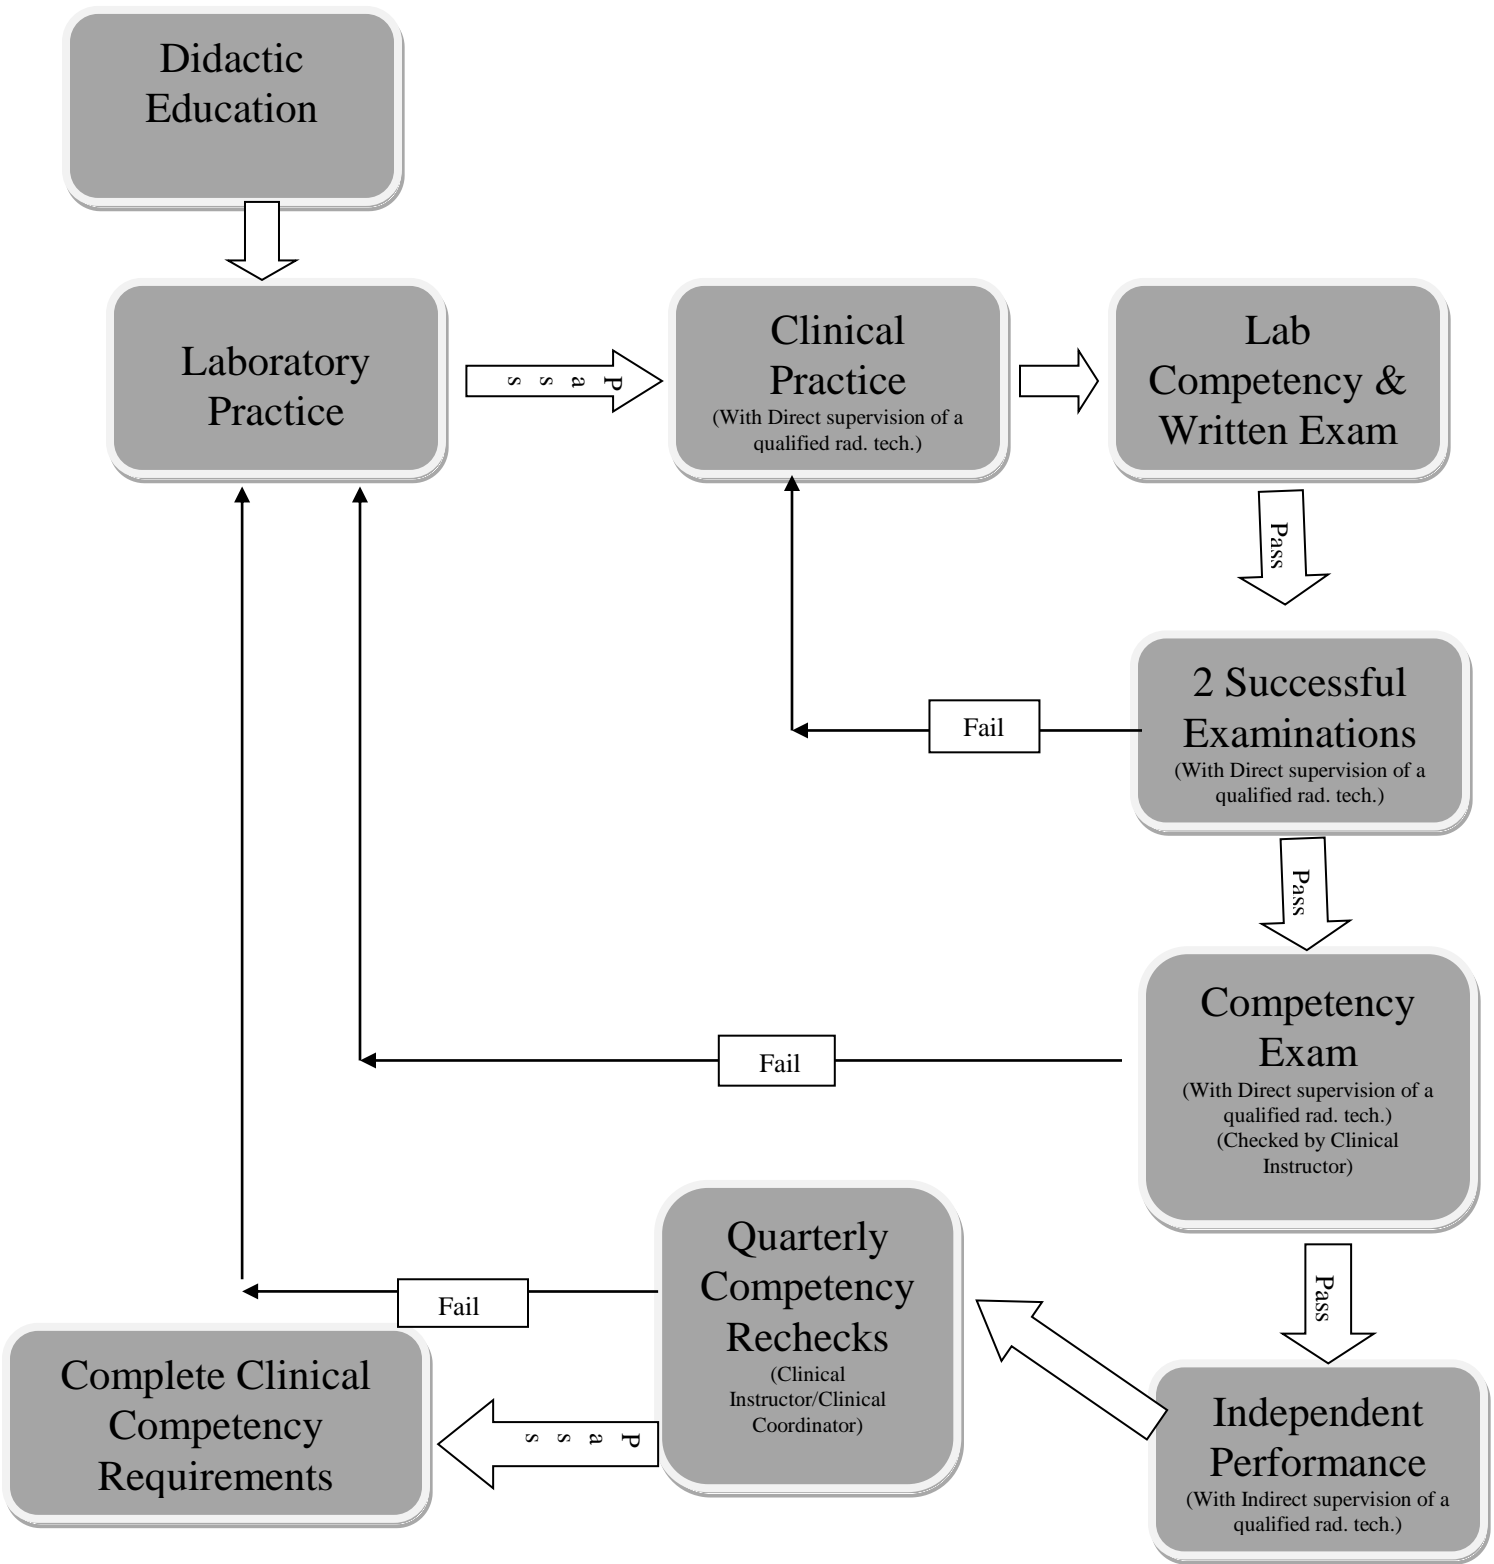 Didactic
Education
Laboratory
Practice
P
a
s
s
Clinical
Practice
(With Direct supervision of a
qualified rad. tech.)
Lab
Competency &
Written Exam
Pass
2 Successful
Examinations
(With Direct supervision of a
qualified rad. tech.)
Fail
Pass
Competency
Exam
(With Direct supervision of a
qualified rad. tech.)
(Checked by Clinical
Instructor)
Fail
Pass
Independent
Performance
(With Indirect supervision of a
qualified rad. tech.)
Quarterly
Competency
Rechecks
(Clinical
Instructor/Clinical
Coordinator)
Fail
P
a
s
s
Complete Clinical
Competency
Requirements